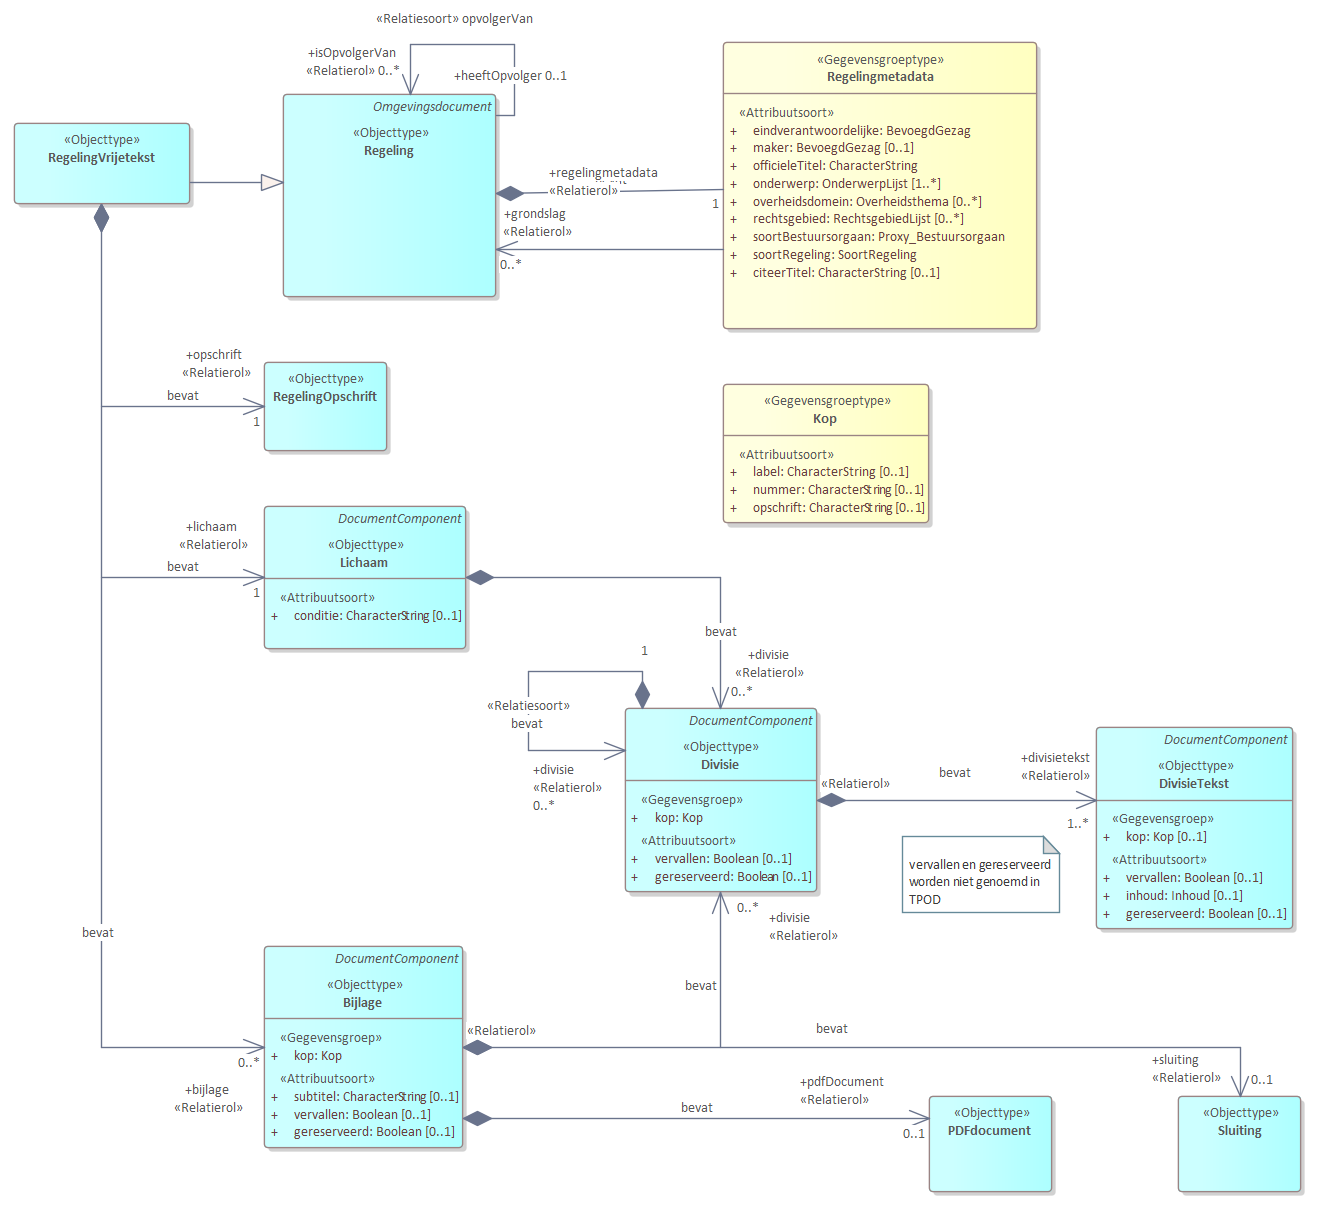 «Relatiesoort» opvolgerVan
+isOpvolgerVan
«Relatierol» 0..*
+heeftOpvolger 0..1
«Objecttype»
RegelingVrijetekst
Omgevingsdocument
«Objecttype»
Regeling
+regelingmetadata
«Relatierol»
1
+grondslag
«Relatierol»
0..*
«Gegevensgroeptype»
Regelingmetadata
«Attribuutsoort»
+ eindverantwoordelijke: BevoegdGezag
+ maker: BevoegdGezag [0..1]
+ officieleTitel: CharacterString
+ onderwerp: OnderwerpLijst [1..*]
+ overheidsdomein: Overheidsthema [0..*]
+ rechtsgebied: RechtsgebiedLijst [0..*]
+ soortBestuursorgaan: Proxy_Bestuursorgaan
+ soortRegeling: SoortRegeling
+ citeerTitel: CharacterString [0..1]
+opschrift
«Relatierol»
bevat
1
«Objecttype»
RegelingOpschrift
«Gegevensgroeptype»
Kop
«Attribuutsoort»
+ label: CharacterString [0..1]
+ nummer: CharacterString [0..1]
+ opschrift: CharacterString [0..1]
+lichaam
«Relatierol»
bevat
1
DocumentComponent
«Objecttype»
Lichaam
«Attribuutsoort»
+ conditie: CharacterString [0..1]
bevat
+divisie
«Relatierol»
0..*
1
«Relatiesoort»
bevat
+divisie
«Relatierol»
0..*
DocumentComponent
«Objecttype»
Divisie
«Gegevensgroep»
+ kop: Kop
«Attribuutsoort»
+ vervallen: Boolean [0..1]
+ gereserveerd: Boolean [0..1]
«Relatierol»
bevat
+divisietekst
«Relatierol»
1..*
DocumentComponent
«Objecttype»
DivisieTekst
«Gegevensgroep»
+ kop: Kop [0..1]
«Attribuutsoort»
+ vervallen: Boolean [0..1]
+ inhoud: Inhoud [0..1]
+ gereserveerd: Boolean [0..1]
vervallen en gereserveerd
worden niet genoemd in
TPOD
0..*
+divisie
«Relatierol»
bevat
bevat
0..*
+bijlage
«Relatierol»
DocumentComponent
«Objecttype»
Bijlage
«Gegevensgroep»
+ kop: Kop
«Attribuutsoort»
+ subtitel: CharacterString [0..1]
+ vervallen: Boolean [0..1]
+ gereserveerd: Boolean [0..1]
«Relatierol»
bevat
+sluiting
«Relatierol»
0..1
bevat
+pdfDocument
«Relatierol»
0..1
«Objecttype»
PDFdocument
«Objecttype»
Sluiting